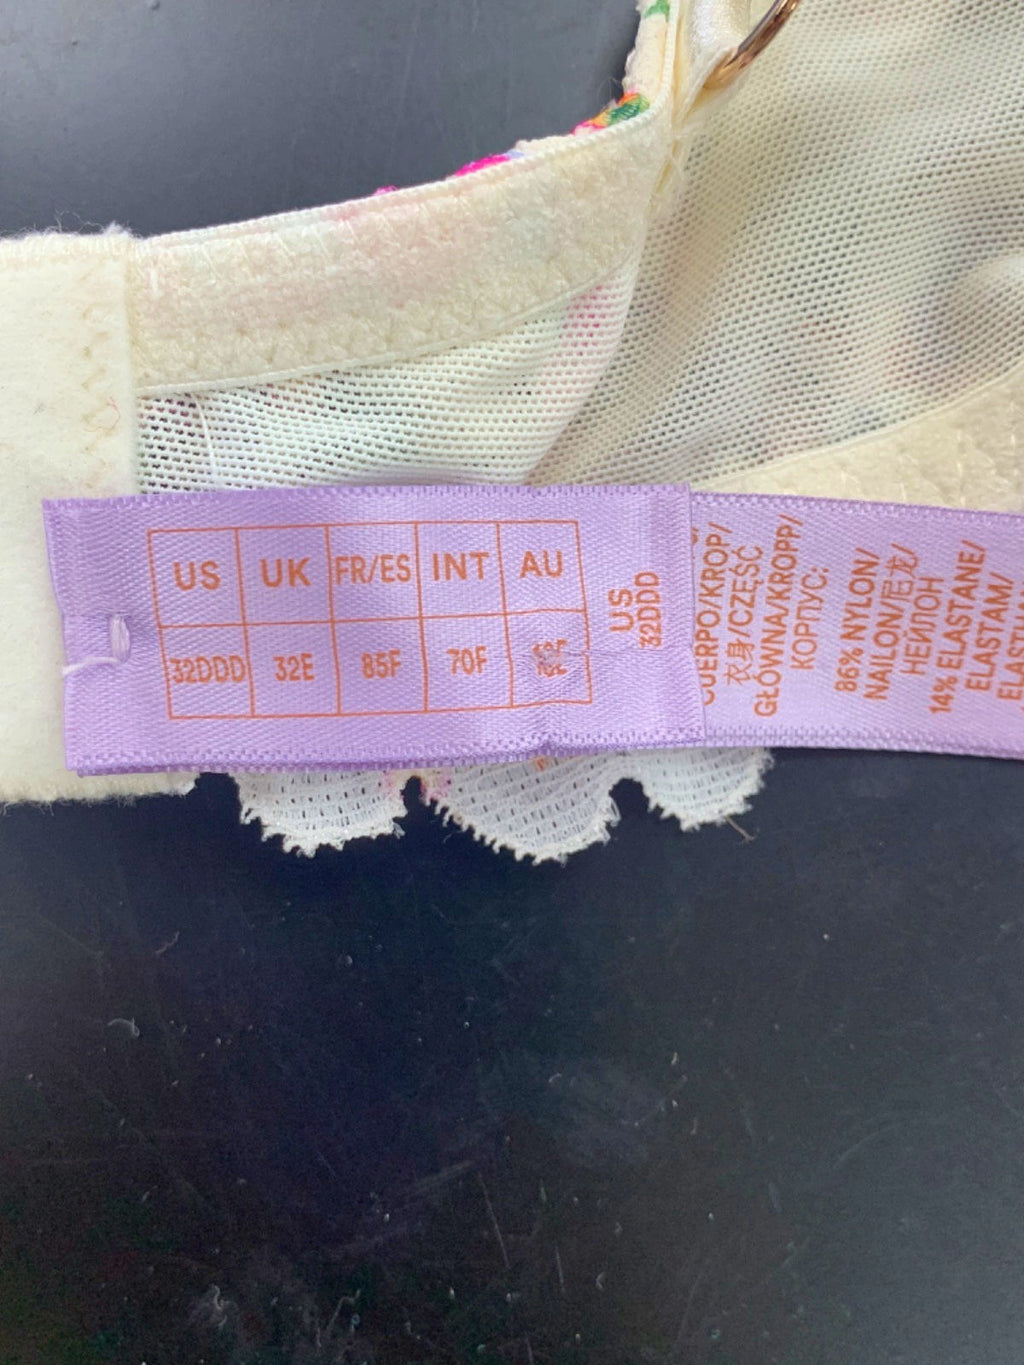 US UK FR/ES INT AU
32DDD 32E 85F 70F
US
32DDD
CUERPO/KROP/
衣身/CZĘŚĆ
GŁÓWNA/KROPP/
КОРПУС:
86% NYLON/
NAILON/尼龙/
НЕЙЛОН
14% ELASTANE/
ELASTAM/